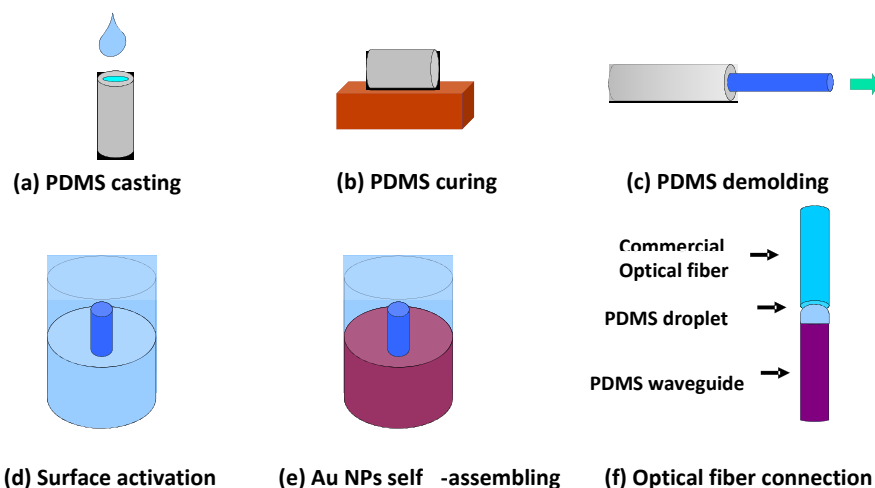 (a) PDMS casting
(b) PDMS curing
(c) PDMS demolding
Commercial
Optical fiber
PDMS droplet
PDMS waveguide
(d) Surface activation
(e) Au NPs self -assembling
(f) Optical fiber connection